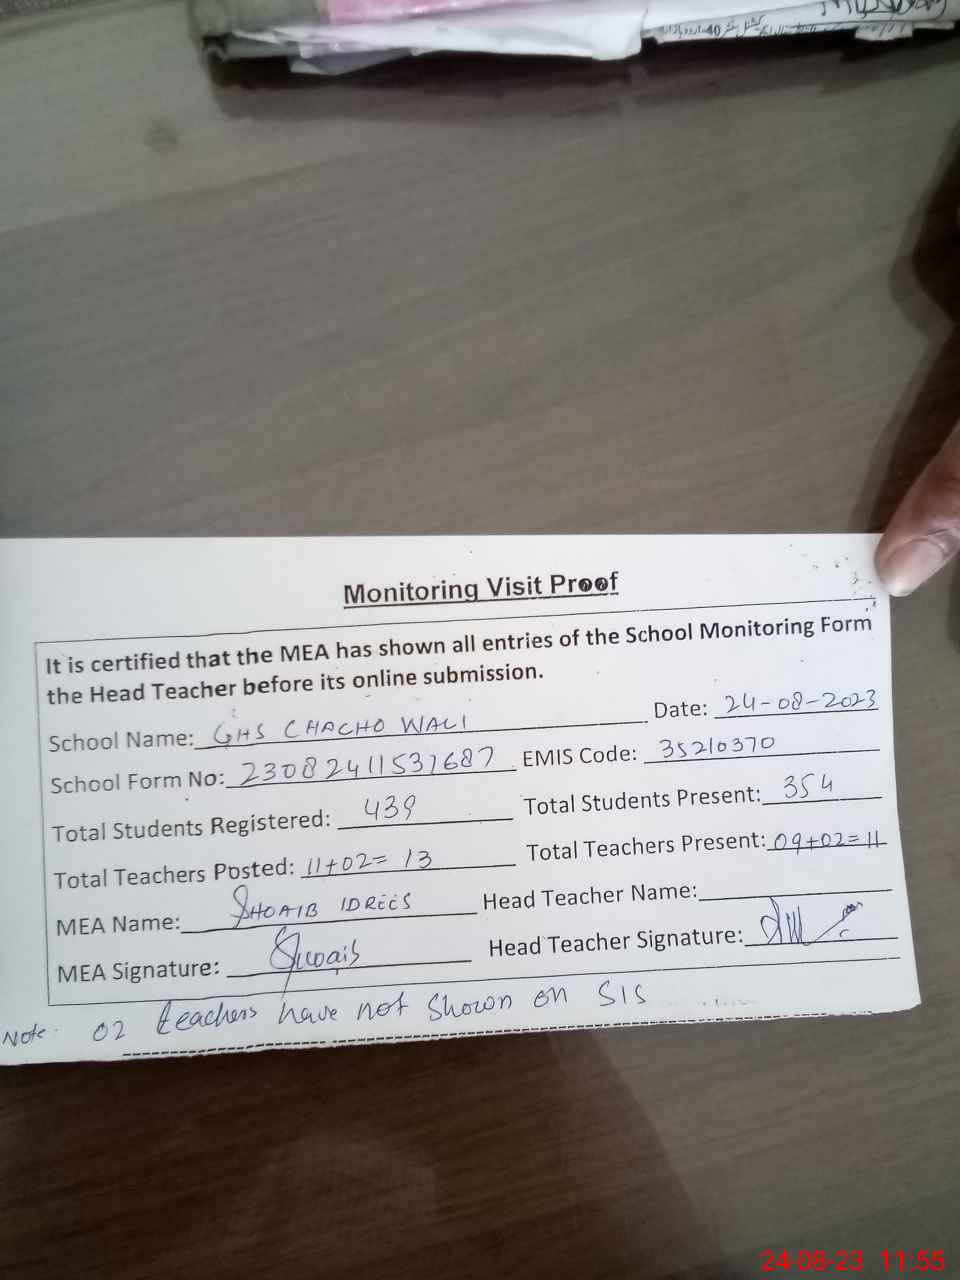 Monitoring Visit Proof
It is certified that the MEA has shown all entries of the School Monitoring Form
the Head Teacher before its online submission.
School Name: GHS CHACHO WALI Date: 24-08-2023
School Form No: 23082411537687 EMIS Code: 35210370
Total Students Registered: 439 Total Students Present: 354
Total Teachers Posted: 11+02= 13 Total Teachers Present: 09+02=11
MEA Name: SHOAIB IDREES Head Teacher Name:
MEA Signature: Shoaib Head Teacher Signature:
Note: 02 teachers have not shown on SIS
24-08-23 11:55